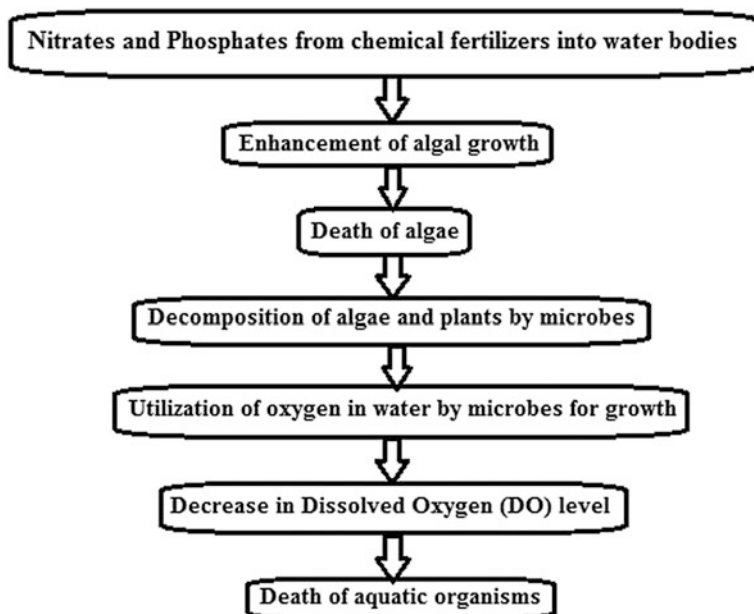 Nitrates and Phosphates from chemical fertilizers into water bodies
Enhancement of algal growth
Death of algae
Decomposition of algae and plants by microbes
Utilization of oxygen in water by microbes for growth
Decrease in Dissolved Oxygen (DO) level
Death of aquatic organisms